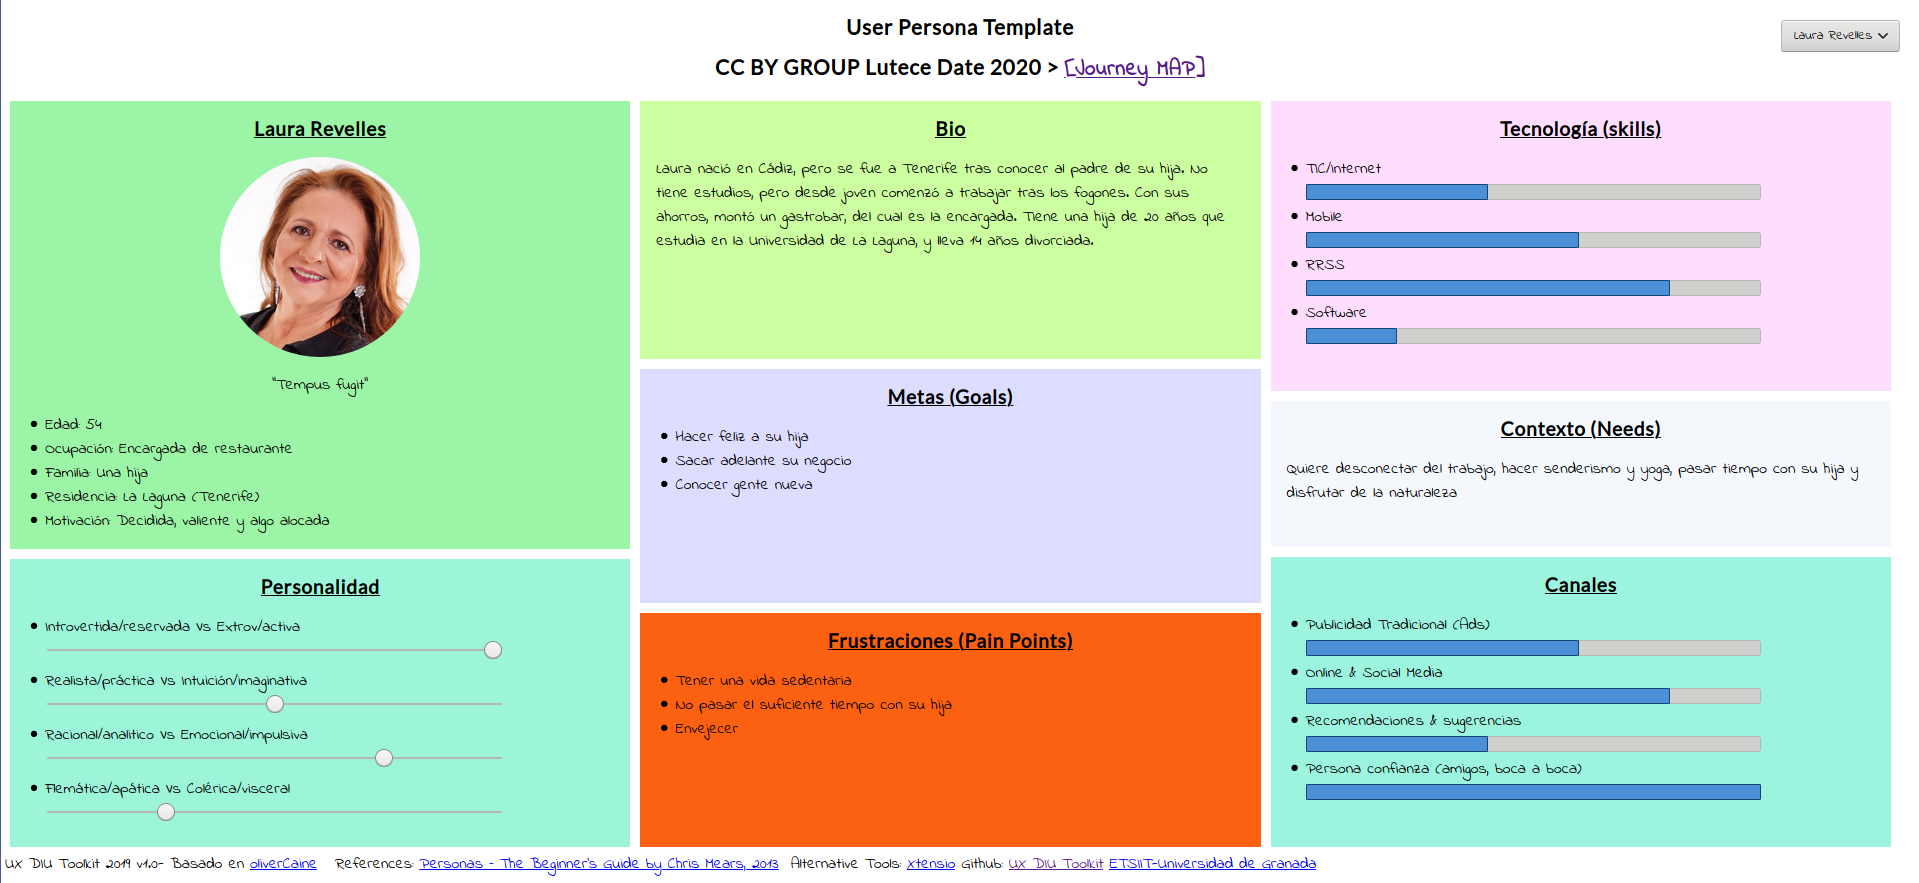 User Persona Template
Laura Revelles
CC BY GROUP Lutece Date 2020 > [Journey MAP]
Laura Revelles
"Tempus fugit"
Edad: 54
Ocupación: Encargada de restaurante
Familia: Una hija
Residencia: La Laguna (Tenerife)
Motivación: Decidida, valiente y algo alocada
Personalidad
Introvertida/reservada Vs Extrov/activa
Realista/práctica Vs Intuición/imaginativa
Racional/analítico Vs Emocional/impulsiva
Flemática/apática Vs Colérica/visceral
Bio
Laura nació en Cádiz, pero se fue a Tenerife tras conocer al padre de su hija. No
tiene estudios, pero desde joven comenzó a trabajar tras los fogones. Con sus
ahorros, montó un gastrobar, del cual es la encargada. Tiene una hija de 20 años que
estudia en la Universidad de La Laguna, y lleva 14 años divorciada.
Metas (Goals)
Hacer feliz a su hija
Sacar adelante su negocio
Conocer gente nueva
Frustraciones (Pain Points)
Tener una vida sedentaria
No pasar el suficiente tiempo con su hija
Envejecer
Tecnología (skills)
TIC/internet
Mobile
RRSS
Software
Contexto (Needs)
Quiere desconectar del trabajo, hacer senderismo y yoga, pasar tiempo con su hija y
disfrutar de la naturaleza
Canales
Publicidad Tradicional (Ads)
Online & Social Media
Recomendaciones & sugerencias
Persona confianza (amigos, boca a boca)
UX DIU Toolkit 2019 v1.0- Basado en oliverCaine References: Personas - The Beginner's Guide by Chris Mears, 2013 Alternative Tools: Xtensio Github: UX DIU Toolkit ETSIIT-Universidad de Granada